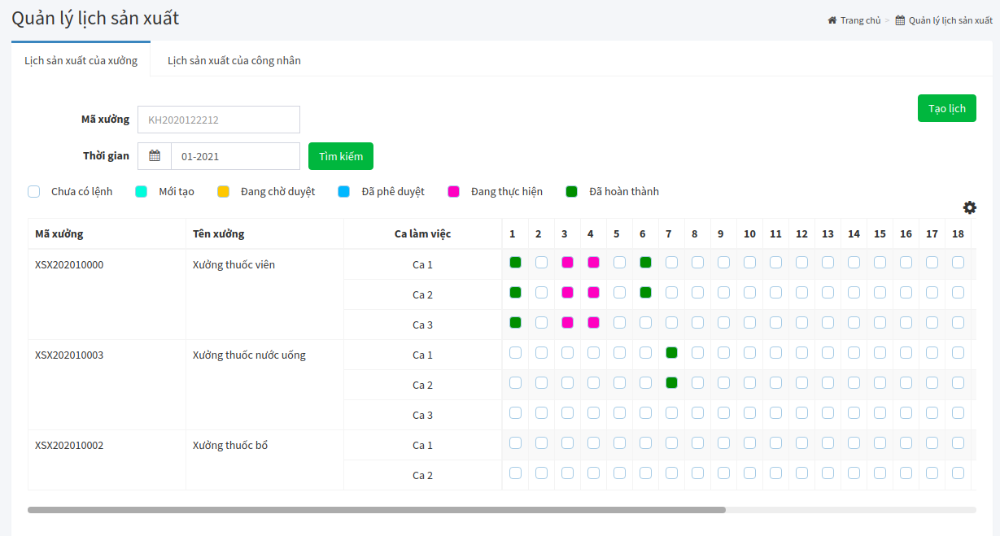 Quản lý lịch sản xuất
Trang chủ > Quản lý lịch sản xuất
Lịch sản xuất của xưởng Lịch sản xuất của công nhân
Tạo lịch
Mã xưởng KH2020122212
Thời gian 01-2021 Tìm kiếm
Chưa có lệnh Mới tạo Đang chờ duyệt Đã phê duyệt Đang thực hiện Đã hoàn thành
Mã xưởng Tên xưởng Ca làm việc 1 2 3 4 5 6 7 8 9 10 11 12 13 14 15 16 17 18
XSX202010000 Xưởng thuốc viên Ca 1
Ca 2
Ca 3
XSX202010003 Xưởng thuốc nước uống Ca 1
Ca 2
Ca 3
XSX202010002 Xưởng thuốc bổ Ca 1
Ca 2